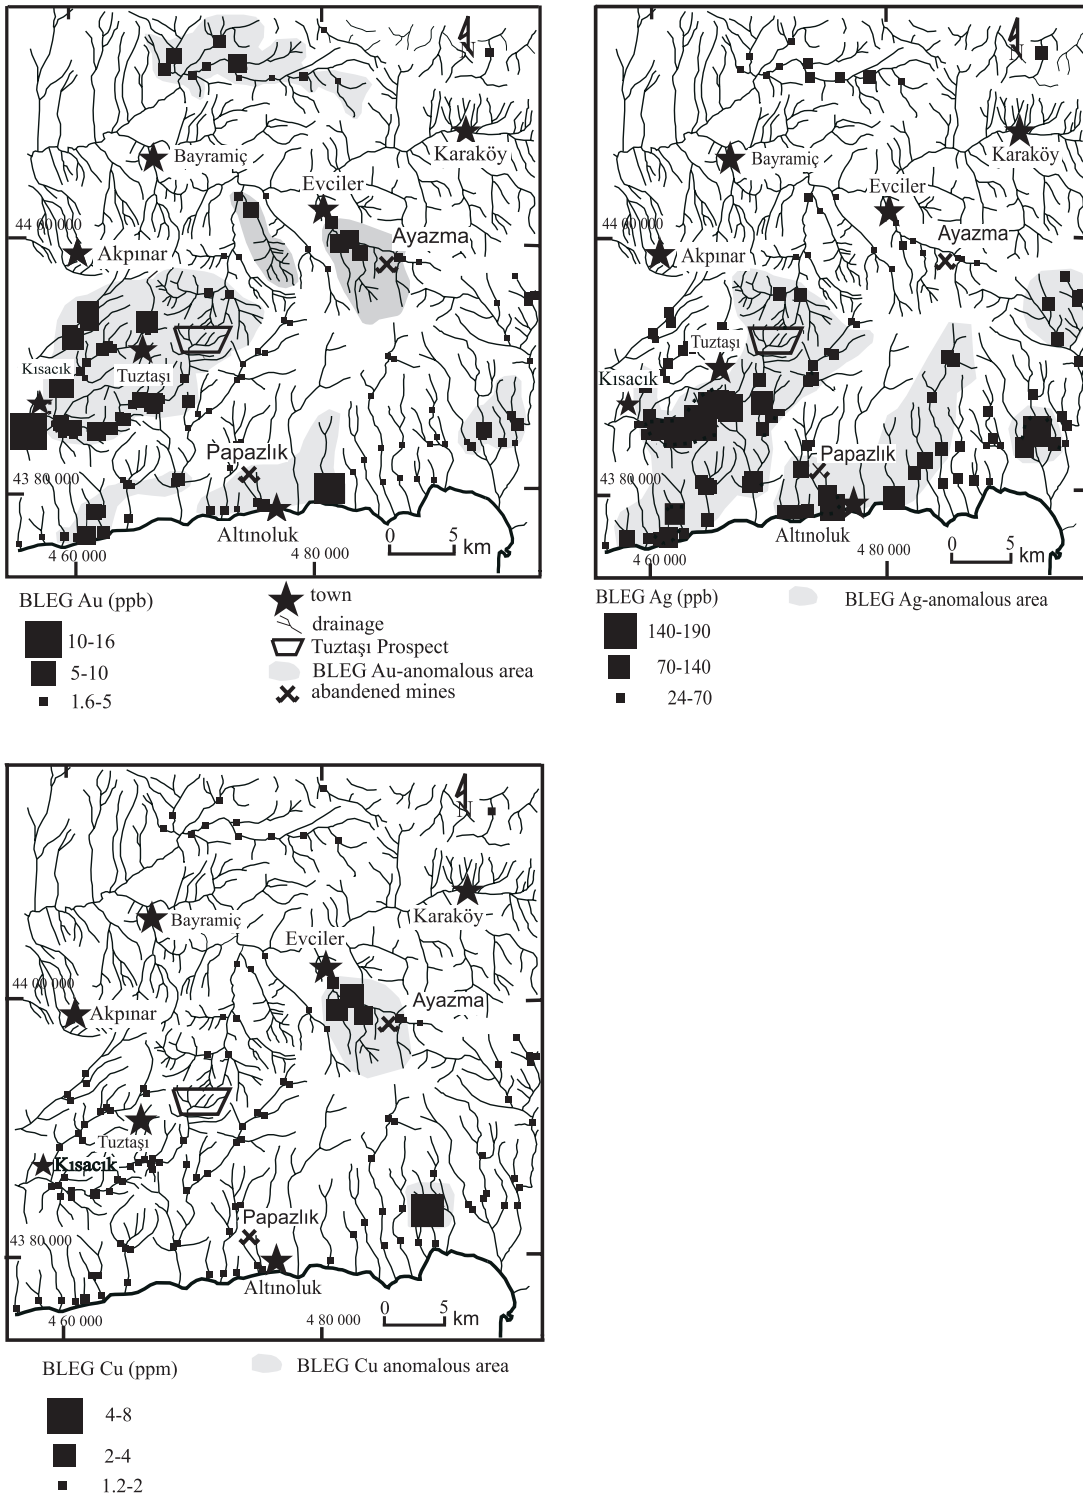 N
Bayramiç
Karaköy
Evciler
44 00 000
Ayazma
Akpınar
Kısacık
Tuztaşı
Papazlık
43 80 000
Altınoluk
0 5
km
4 60 000
4 80 000
BLEG Au (ppb)
10-16
5-10
1.6-5
town
drainage
Tuztaşı Prospect
BLEG Au-anomalous area
abandened mines
N
Bayramiç
Karaköy
Evciler
44 00 000
Ayazma
Akpınar
Tuztaşı
Kısacık
Papazlık
43 80 000
Altınoluk
0 5
km
4 60 000
4 80 000
BLEG Ag (ppb)
140-190
70-140
24-70
BLEG Ag-anomalous area
N
Bayramiç
Karaköy
Evciler
44 00 000
Ayazma
Akpınar
Tuztaşı
Kısacık
Papazlık
43 80 000
Altınoluk
0 5
km
4 60 000
4 80 000
BLEG Cu (ppm)
4-8
2-4
1.2-2
BLEG Cu anomalous area